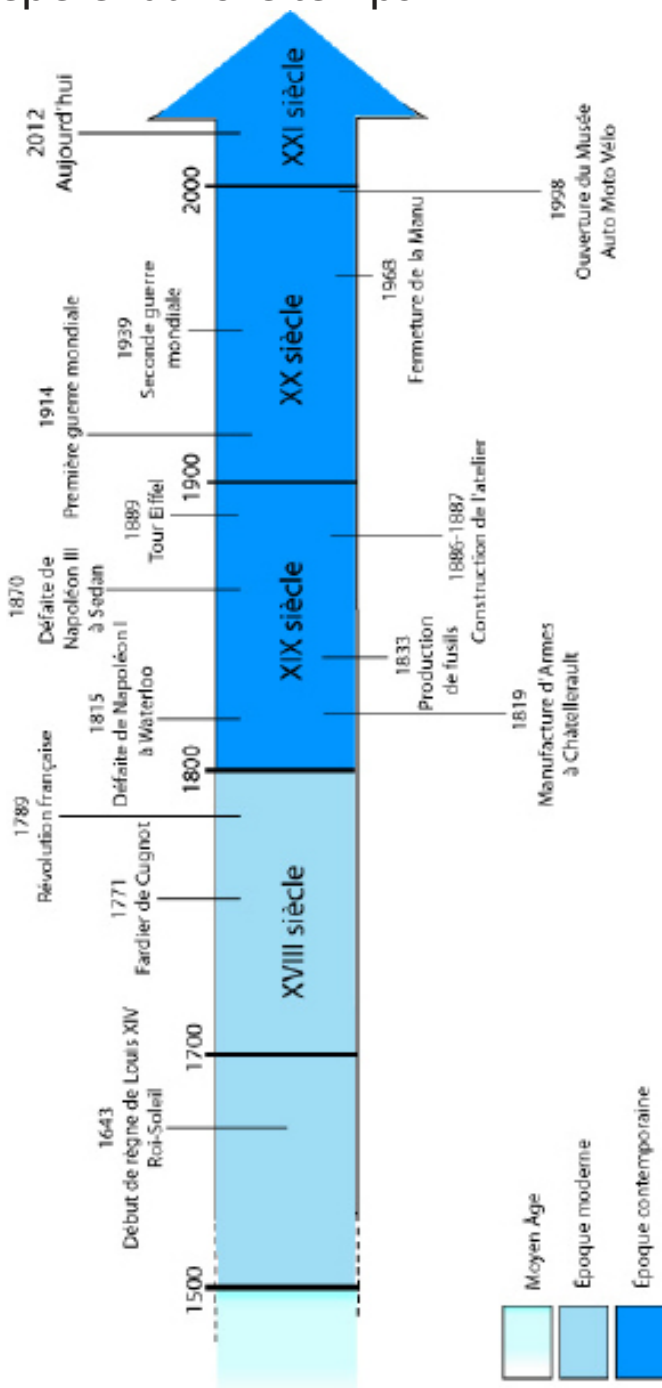 1500
1700
1800
1900
2000
XVIII siècle
XIX siècle
XX siècle
XXI siècle
1643
Début de règne de Louis XIV
Roi-Soleil
1771
Fardier de Cugnot
1789
Révolution française
1815
Défaite de Napoléon I
à Waterloo
1870
Défaite de
Napoléon III
à Sedan
1889
Tour Eiffel
1914
Première guerre mondiale
1939
Seconde guerre
mondiale
2012
Aujourd'hui
1819
Manufacture d'Armes
à Châtellerault
1833
Production
de fusils
1886-1887
Construction de l'atelier
1968
Fermeture de la Manu
1998
Ouverture du Musée
Auto Moto Vélo
Moyen Âge
Époque moderne
Époque contemporaine